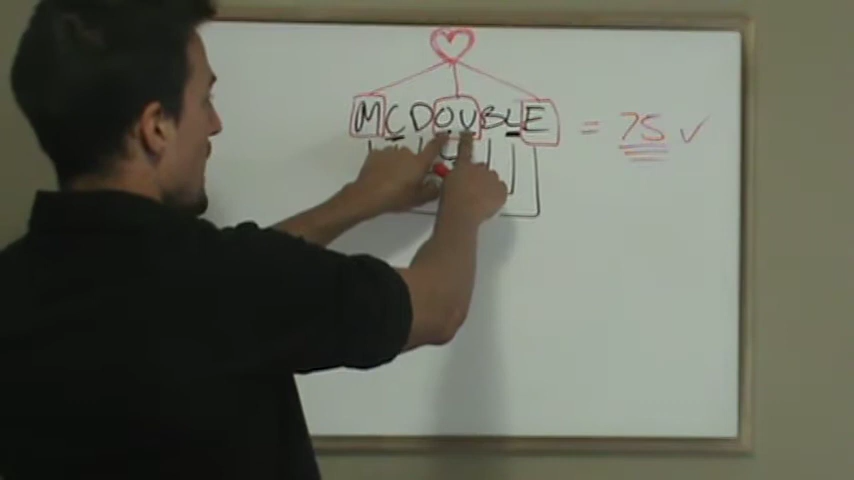 MCDOUBLE = 75 ✓